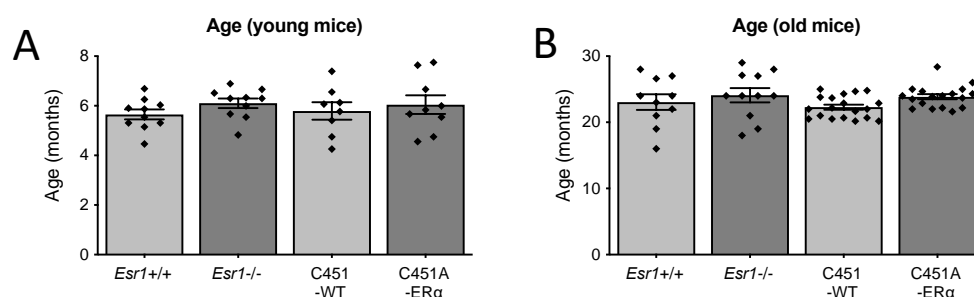 A
Age (young mice)
Age (months)
8
6
4
2
0
Esr1+/+
Esr1-/-
C451
-WT
C451A
-ERα
B
Age (old mice)
Age (months)
30
20
10
0
Esr1+/+
Esr1-/-
C451
-WT
C451A
-ERα